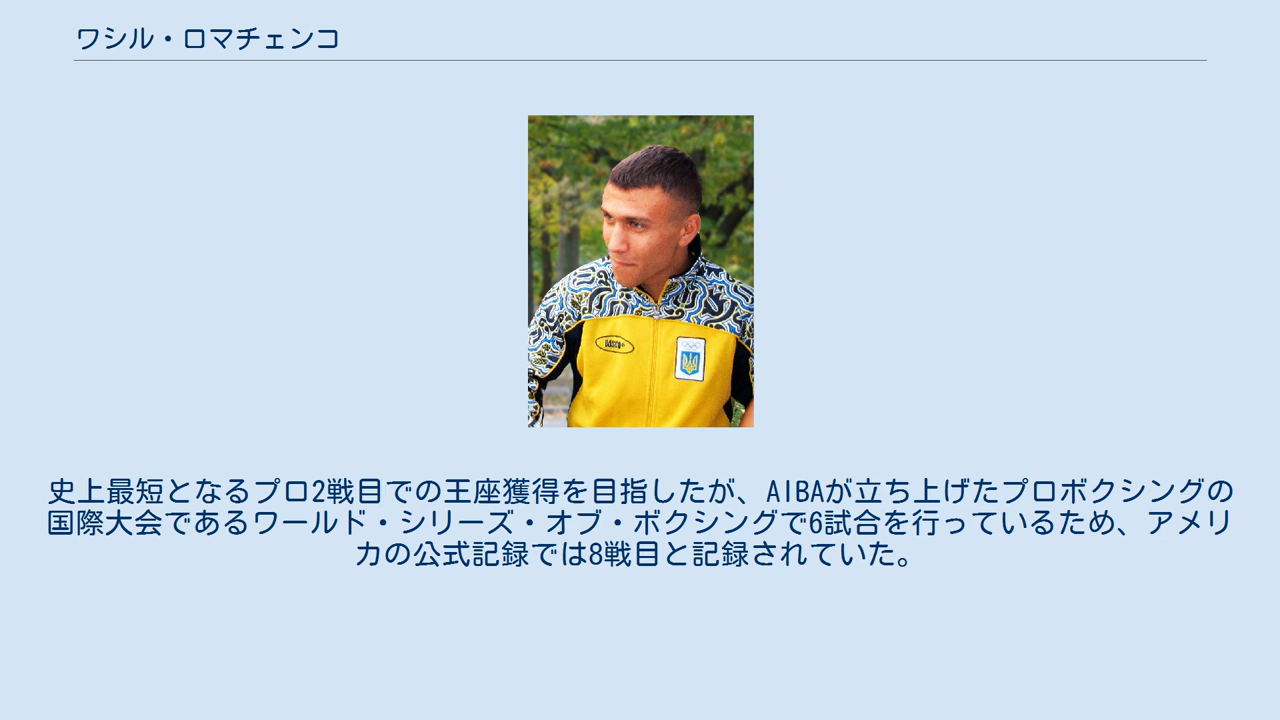 ワシル・ロマチェンコ
史上最短となるプロ2戦目での王座獲得を目指したが、AIBAが立ち上げたプロボクシングの
国際大会であるワールド・シリーズ・オブ・ボクシングで6試合を行っているため、アメリ
カの公式記録では8戦目と記録されていた。